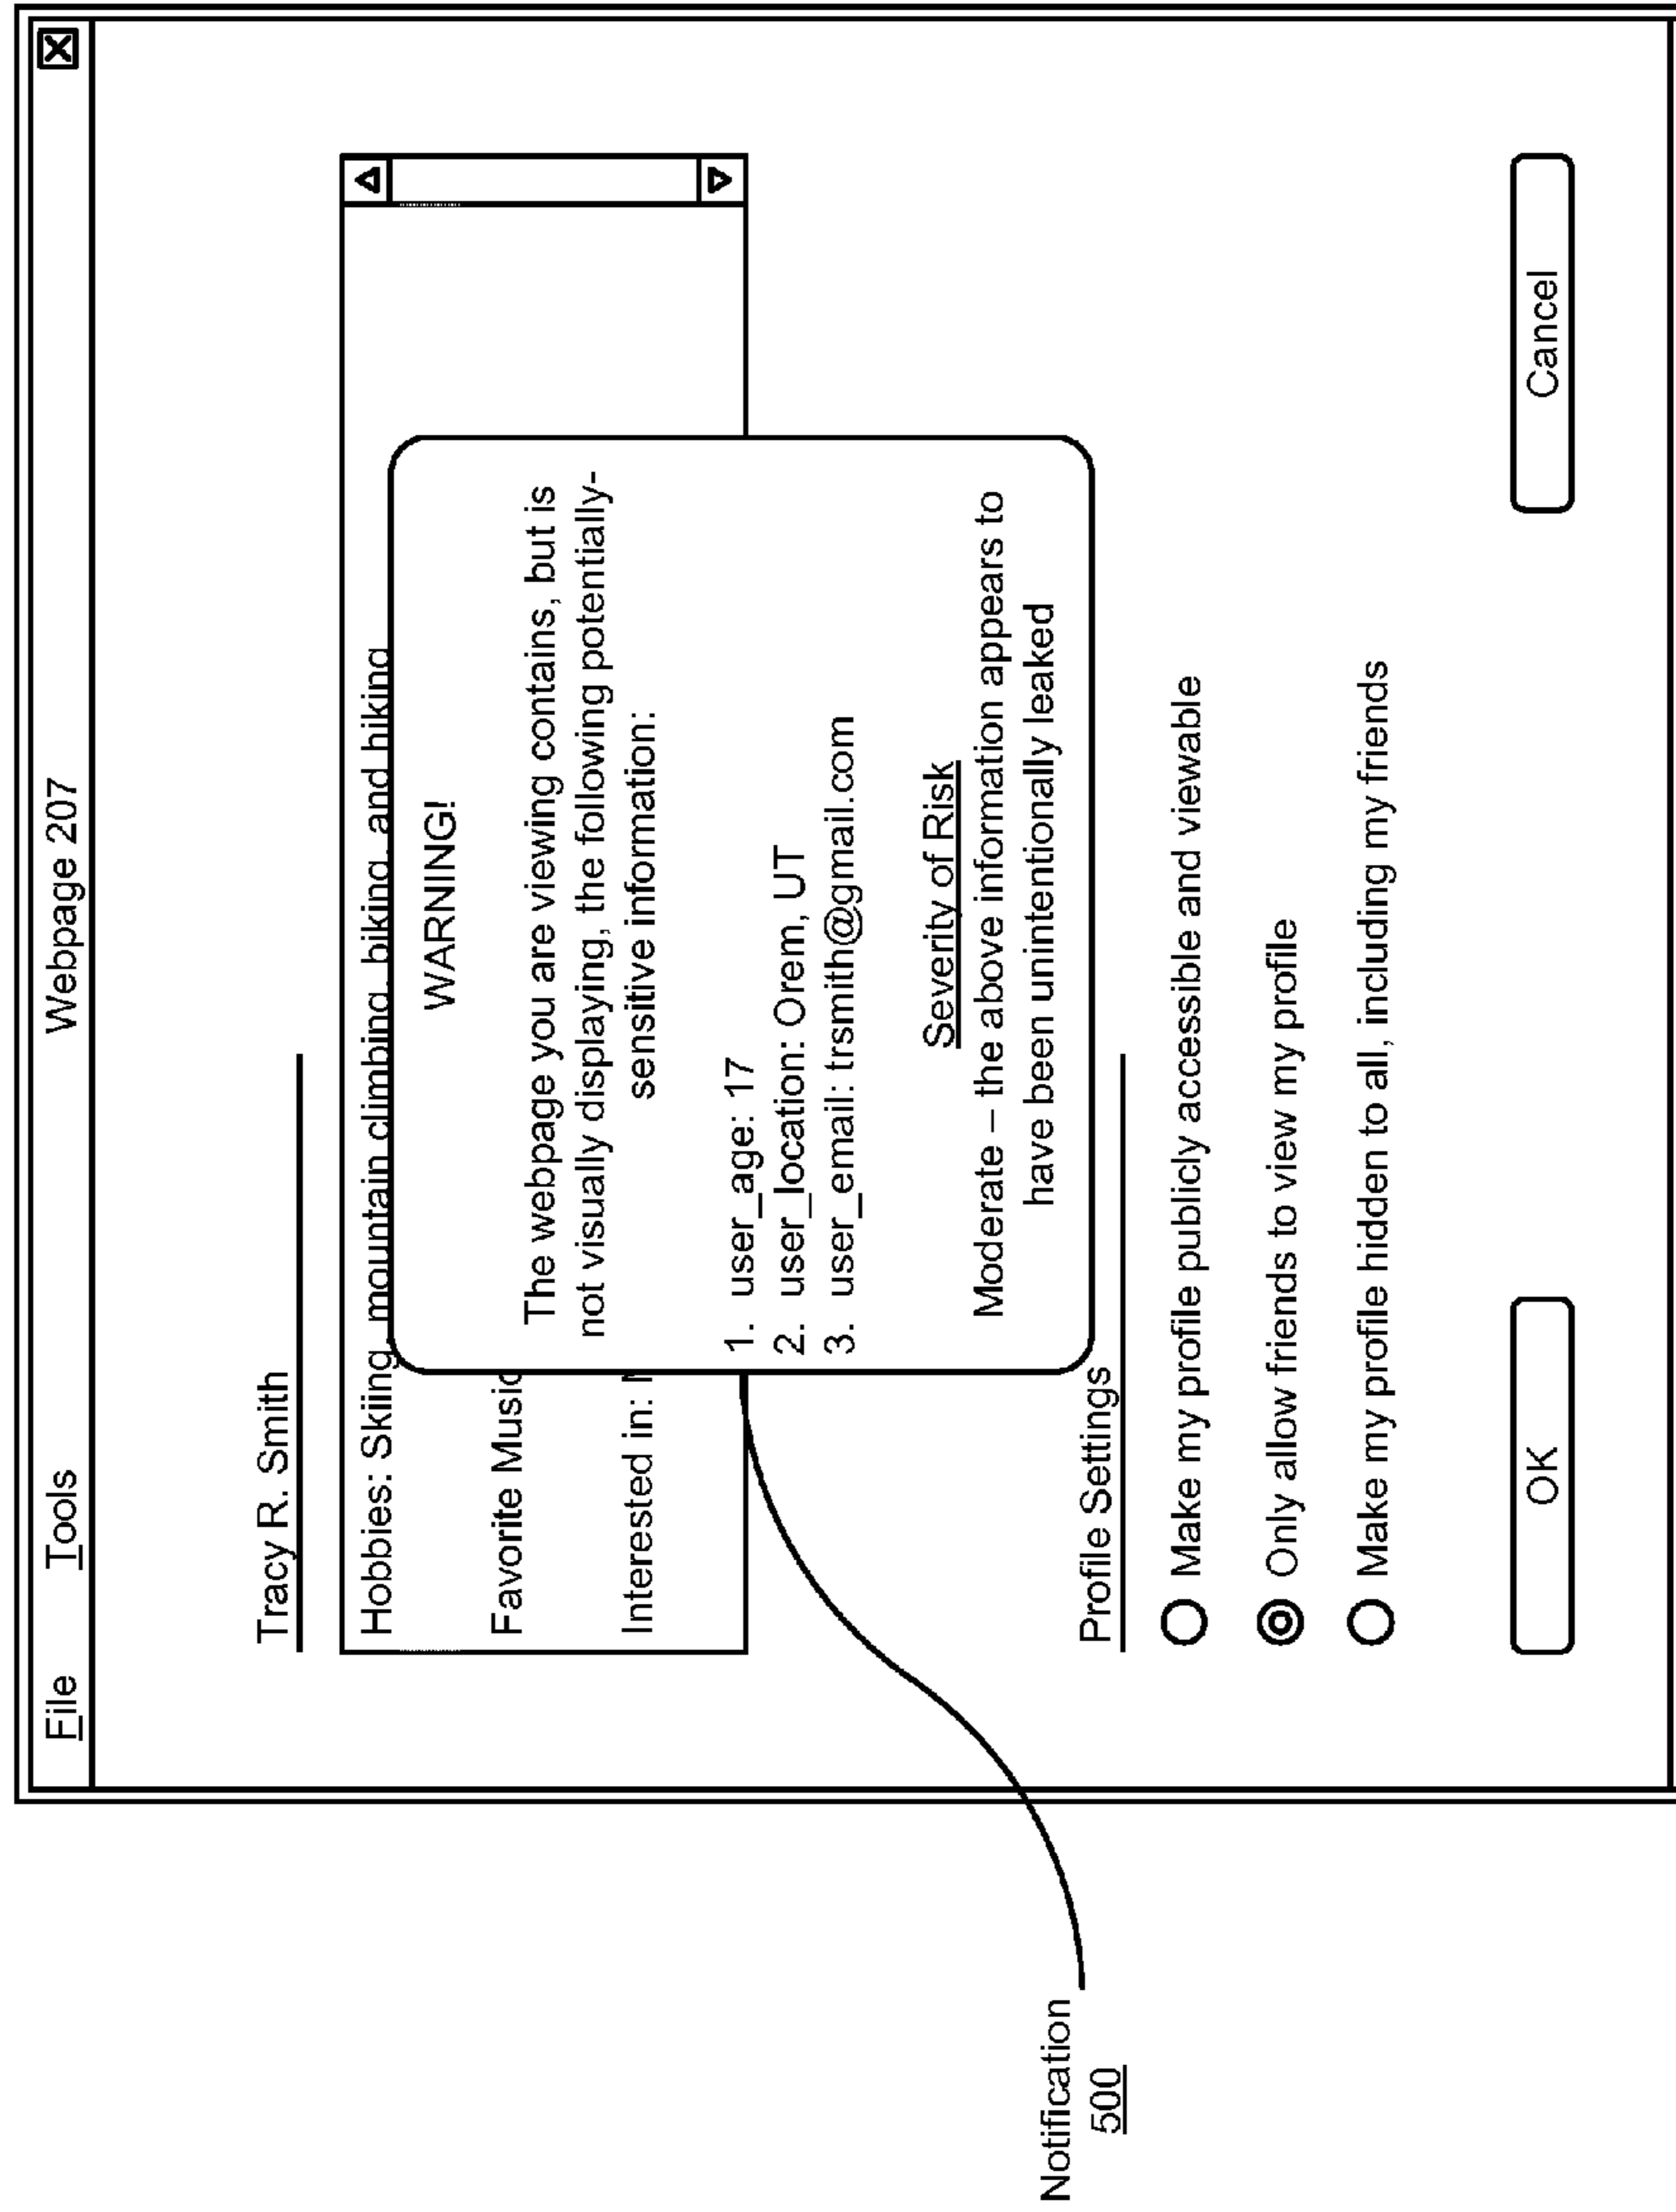 File Tools Webpage 207
Tracy R. Smith
Hobbies: Skiing, mountain climbing, biking, and hiking
Favorite Music
Interested in:
WARNING!
The webpage you are viewing contains, but is
not visually displaying, the following potentially-
sensitive information:
1. user_age: 17
2. user_location: Orem, UT
3. user_email: trsmith@gmail.com
Severity of Risk
Moderate – the above information appears to
have been unintentionally leaked
Profile Settings
Make my profile publicly accessible and viewable
Only allow friends to view my profile
Make my profile hidden to all, including my friends
OK Cancel
Notification
500